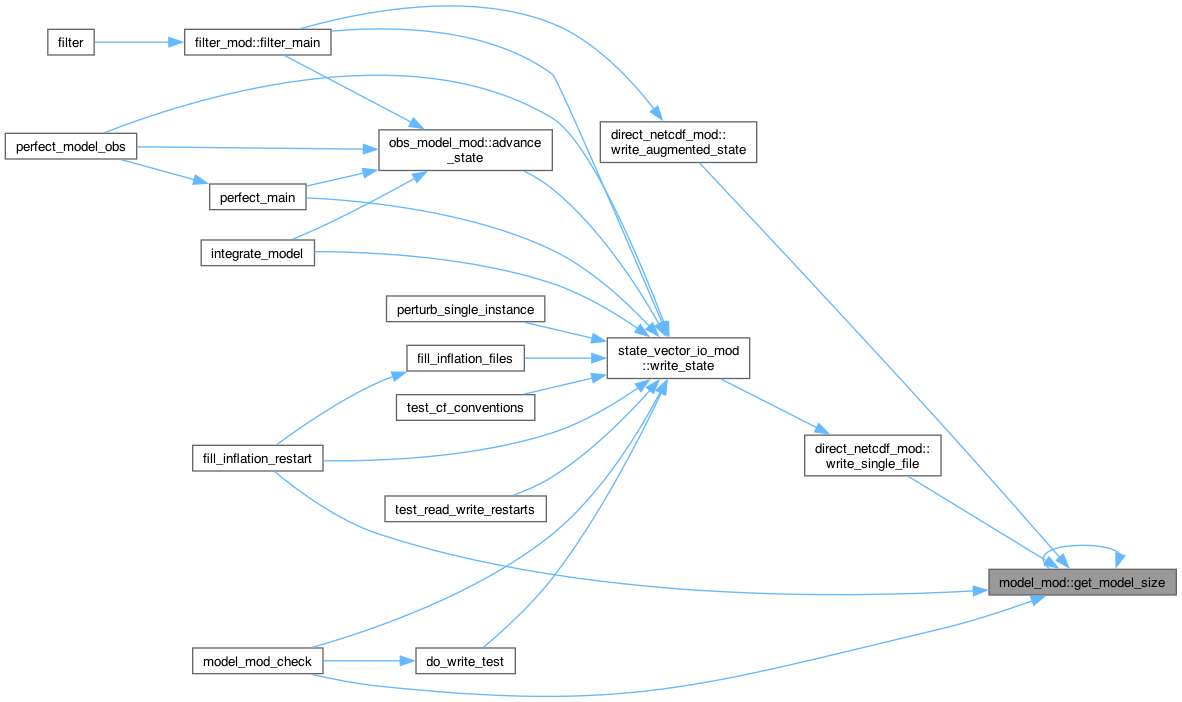 filter
filter_mod::filter_main
perfect_model_obs
obs_model_mod::advance
_state
direct_netcdf_mod::
write_augmented_state
perfect_main
integrate_model
perturb_single_instance
state_vector_io_mod
::write_state
fill_inflation_files
test_cf_conventions
fill_inflation_restart
direct_netcdf_mod::
write_single_file
test_read_write_restarts
model_mod::get_model_size
model_mod_check
do_write_test